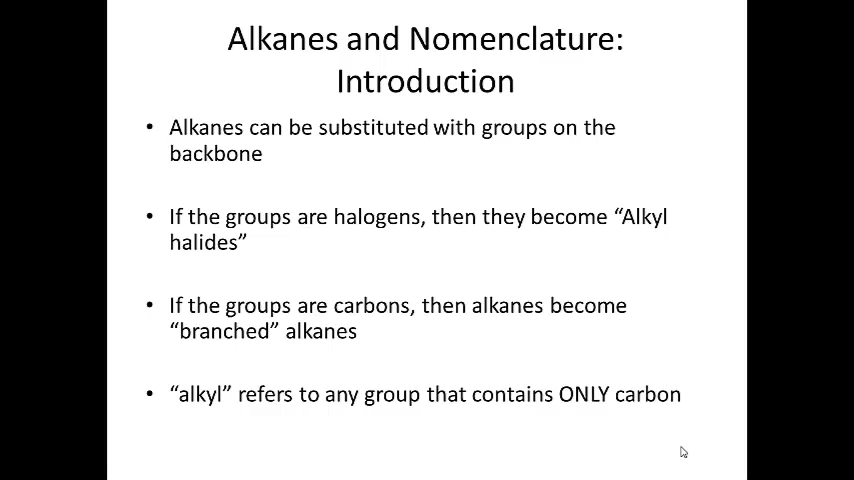 Alkanes and Nomenclature:
Introduction
• Alkanes can be substituted with groups on the
backbone
• If the groups are halogens, then they become “Alkyl
halides”
• If the groups are carbons, then alkanes become
“branched” alkanes
• “alkyl” refers to any group that contains ONLY carbon